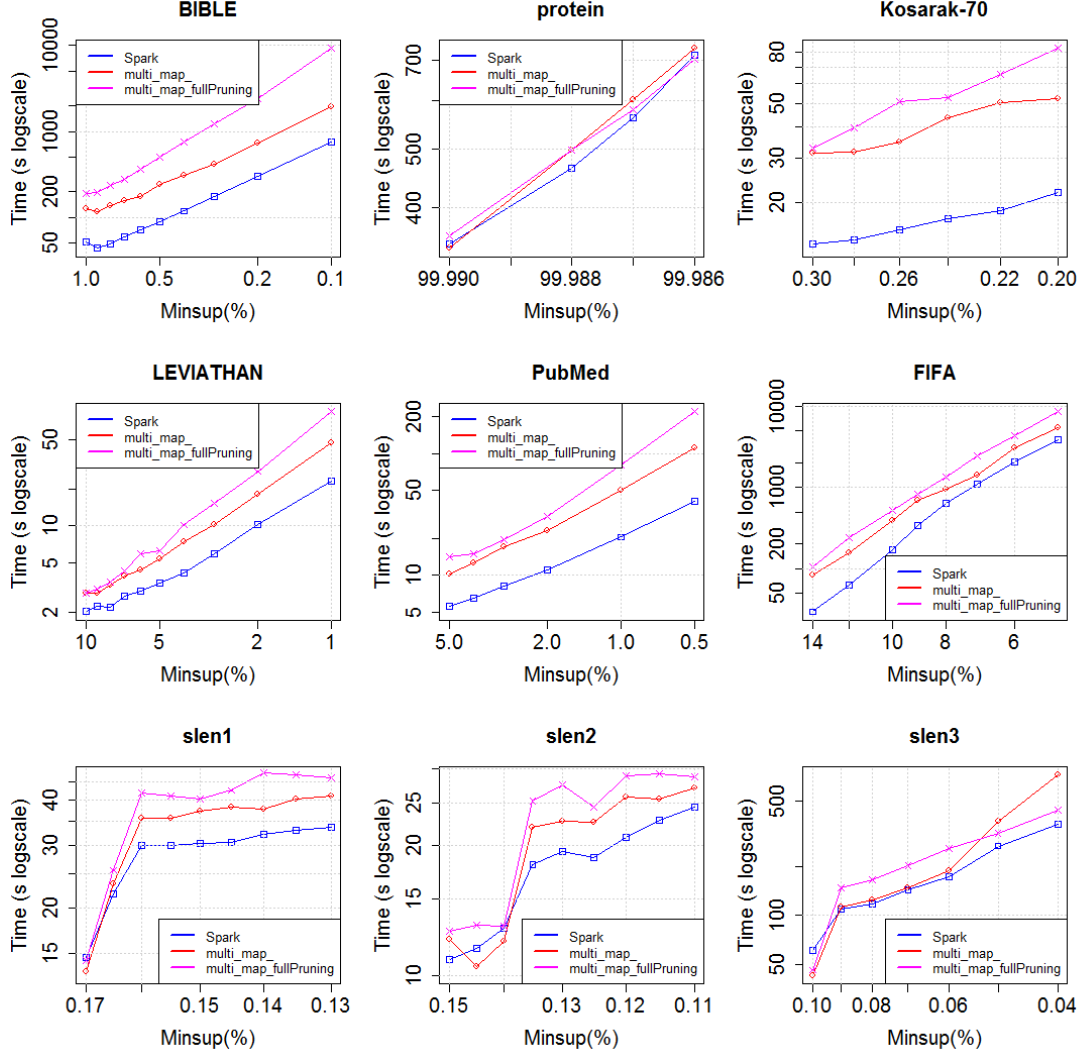 BIBLE
Time (s logscale)
50 200 1000 10000
Spark
multi_map_
multi_map_fullPruning
1.0 0.5 0.2 0.1
Minsup(%)
protein
Time (s logscale)
400 500 700
Spark
multi_map_
multi_map_fullPruning
99.990 99.988 99.986
Minsup(%)
Kosarak-70
Time (s logscale)
20 30 50 80
0.30 0.26 0.22 0.20
Minsup(%)
LEVIATHAN
Time (s logscale)
2 5 10 50
Spark
multi_map_
multi_map_fullPruning
10 5 2 1
Minsup(%)
PubMed
Time (s logscale)
5 10 50 200
Spark
multi_map_
multi_map_fullPruning
5.0 2.0 1.0 0.5
Minsup(%)
FIFA
Time (s logscale)
50 200 1000 10000
Spark
multi_map_
multi_map_fullPruning
14 10 8 6
Minsup(%)
slen1
Time (s logscale)
15 20 30 40
Spark
multi_map_
multi_map_fullPruning
0.17 0.15 0.14 0.13
Minsup(%)
slen2
Time (s logscale)
10 15 20 25
Spark
multi_map_
multi_map_fullPruning
0.15 0.13 0.12 0.11
Minsup(%)
slen3
Time (s logscale)
50 100 500
Spark
multi_map_
multi_map_fullPruning
0.10 0.08 0.06 0.04
Minsup(%)